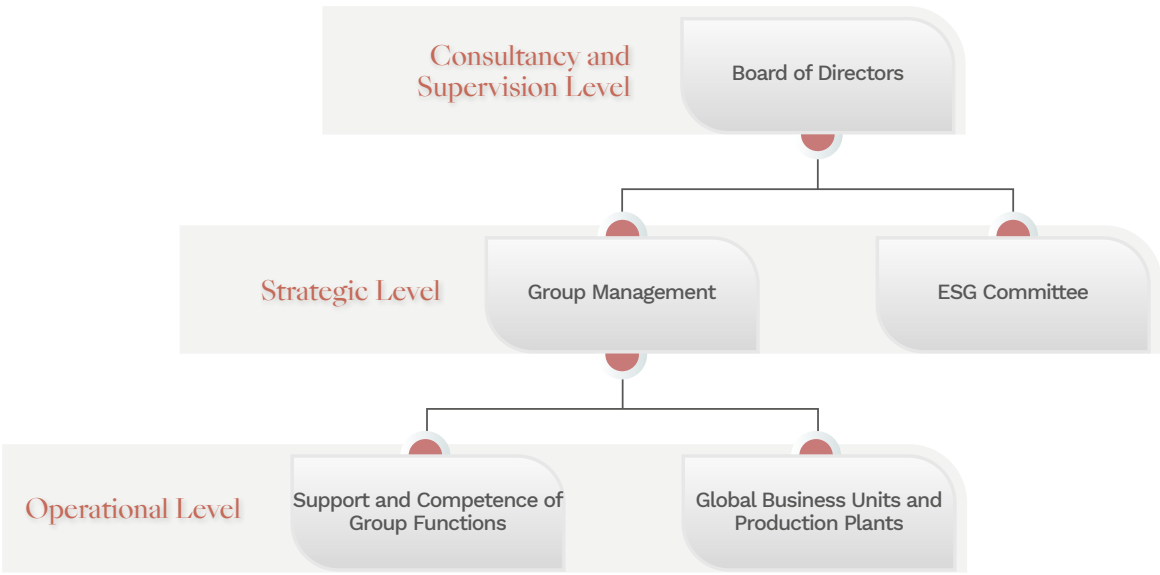 Consultancy and
Supervision Level
Board of Directors
Strategic Level
Group Management
ESG Committee
Operational Level
Support and Competence of
Group Functions
Global Business Units and
Production Plants